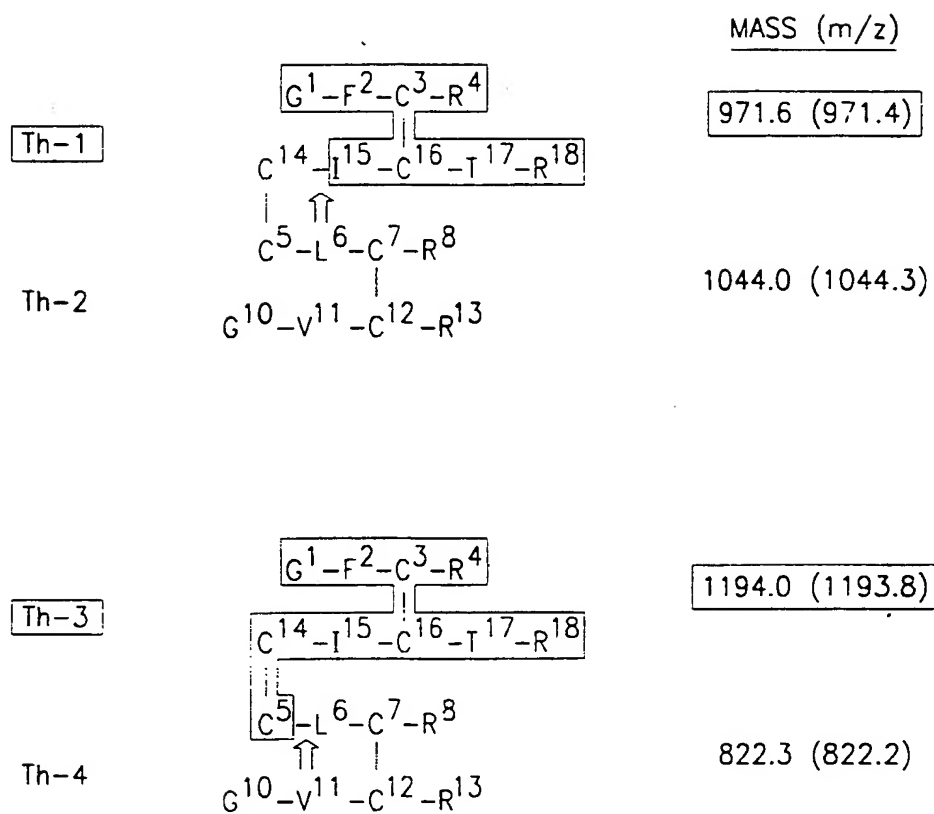 MASS (m/z)
G1-F2-C3-R4
971.6 (971.4)
Th-1
C14-I15-C16-T17-R18
C5-L6-C7-R8
1044.0 (1044.3)
Th-2
G10-V11-C12-R13
G1-F2-C3-R4
1194.0 (1193.8)
Th-3
C14-I15-C16-T17-R18
C5-L6-C7-R8
822.3 (822.2)
Th-4
G10-V11-C12-R13